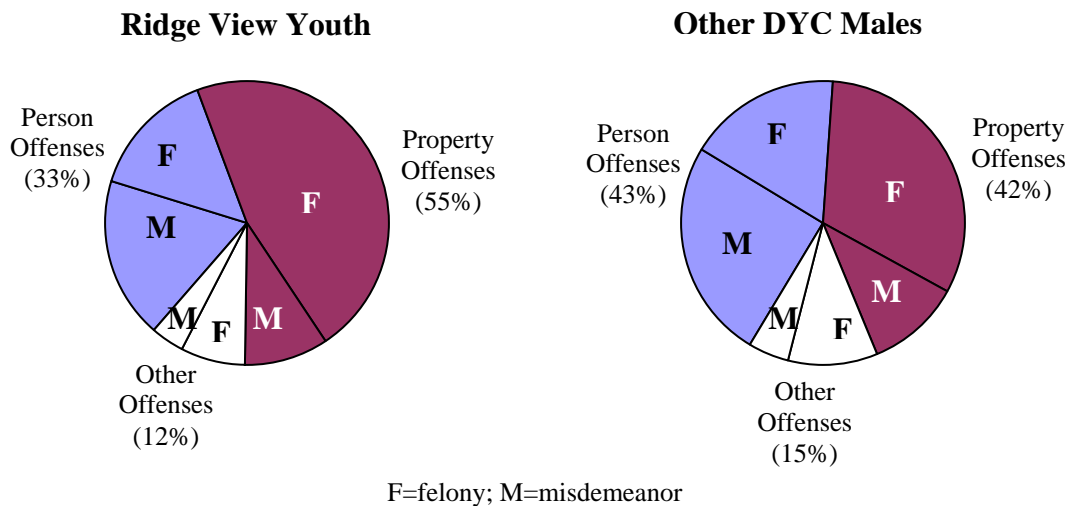 Ridge View Youth
Person
Offenses
(33%)
F
M
F
Property
Offenses
(55%)
M
F
M
Other
Offenses
(12%)
Other DYC Males
Person
Offenses
(43%)
F
M
F
Property
Offenses
(42%)
M
F
M
Other
Offenses
(15%)
F=felony; M=misdemeanor